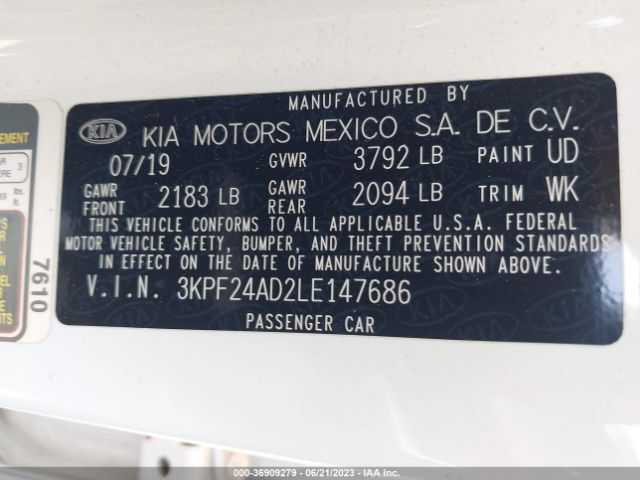 MANUFACTURED BY
KIA KIA MOTORS MEXICO S.A. DE C.V.
07/19 GVWR 3792 LB PAINT UD
GAWR FRONT 2183 LB GAWR REAR 2094 LB TRIM WK
THIS VEHICLE CONFORMS TO ALL APPLICABLE U.S.A. FEDERAL
MOTOR VEHICLE SAFETY, BUMPER, AND THEFT PREVENTION STANDARDS
IN EFFECT ON THE DATE OF MANUFACTURE SHOWN ABOVE.
V.I.N. 3KPF24AD2LE147686
PASSENGER CAR
7610
000-36909279 - 06/21/2023 - IAAI.COM